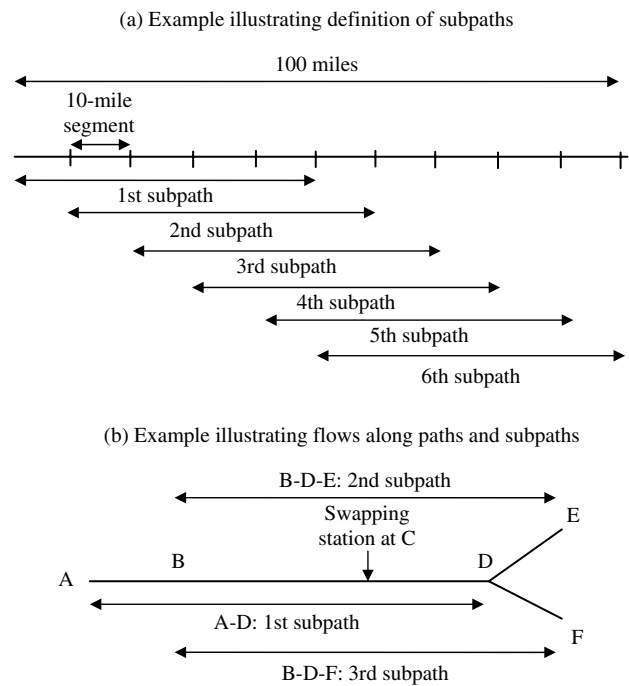 (a) Example illustrating definition of subpaths
100 miles
10-mile
segment
1st subpath
2nd subpath
3rd subpath
4th subpath
5th subpath
6th subpath
(b) Example illustrating flows along paths and subpaths
B-D-E: 2nd subpath
Swapping
station at C
E
B
D
A
A-D: 1st subpath
F
B-D-F: 3rd subpath